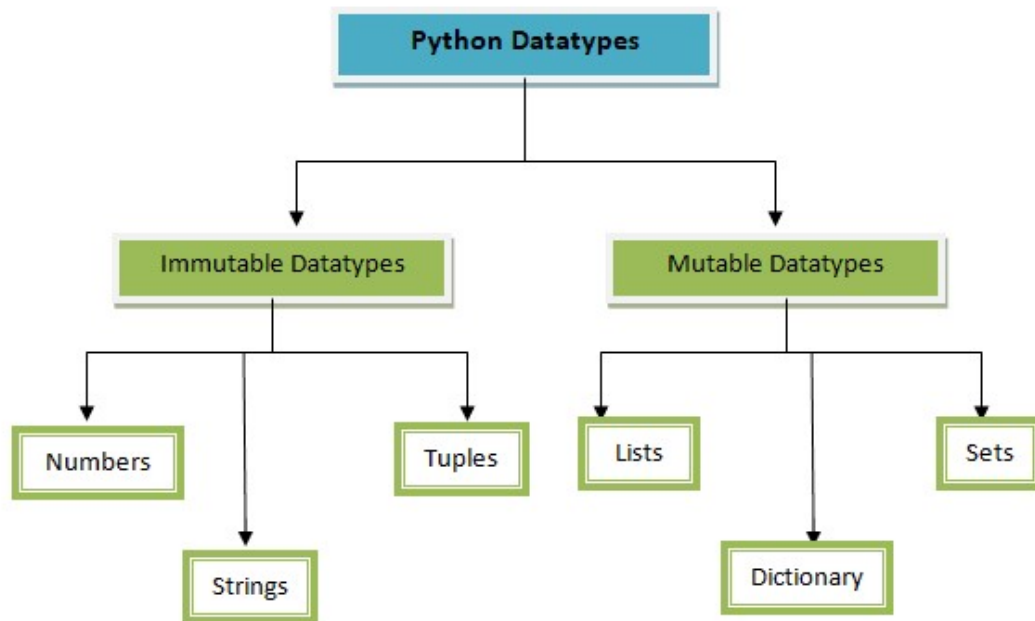 Python Datatypes
Immutable Datatypes
Mutable Datatypes
Numbers
Tuples
Lists
Sets
Strings
Dictionary